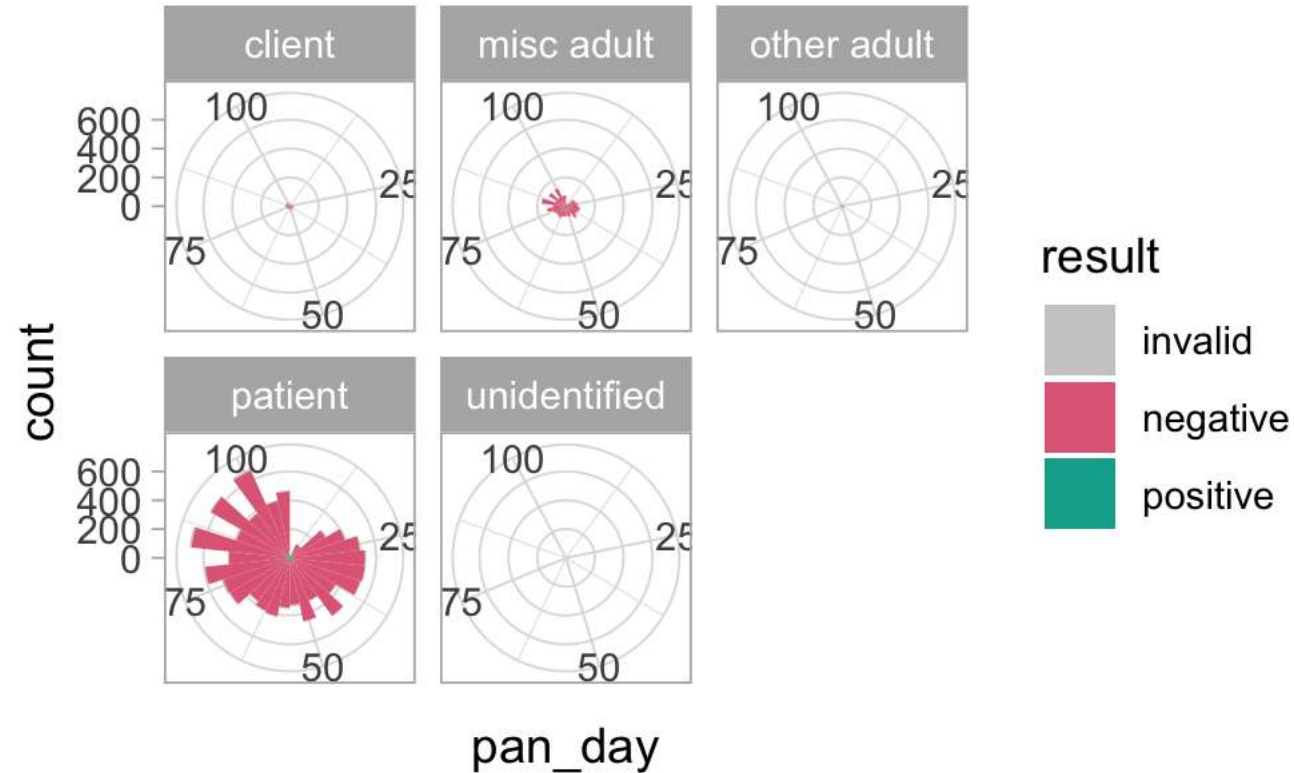 client
misc adult
other adult
600
400
200
0
100
25
50
75
100
25
50
75
100
25
50
75
count
patient
unidentified
600
400
200
0
100
25
50
75
100
25
50
75
pan_day
result
invalid
negative
positive